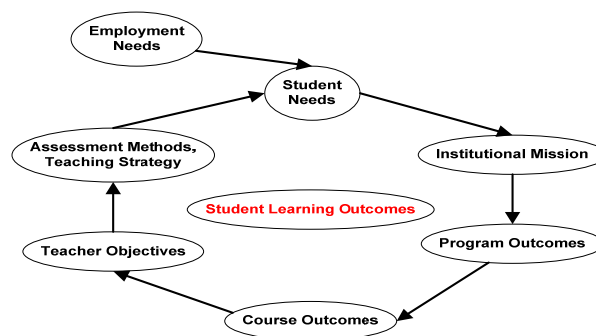 Employment
Needs
Student
Needs
Assessment Methods,
Teaching Strategy
Institutional Mission
Student Learning Outcomes
Teacher Objectives
Program Outcomes
Course Outcomes